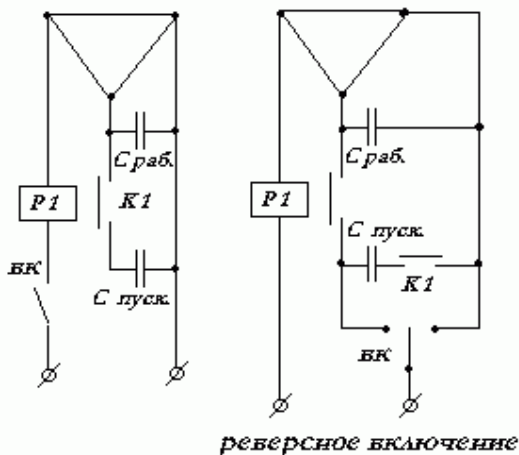 С раб.
Р1
К1
С пуск.
ВК
С раб.
Р1
С пуск.
К1
ВК
реверсное включение